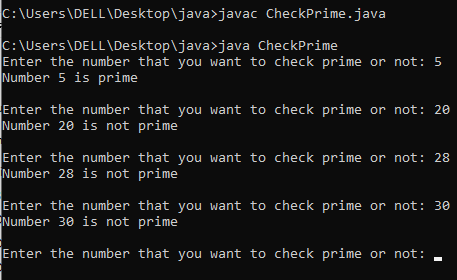 C:\Users\DELL\Desktop\java>javac CheckPrime.java
C:\Users\DELL\Desktop\java>java CheckPrime
Enter the number that you want to check prime or not: 5
Number 5 is prime
Enter the number that you want to check prime or not: 20
Number 20 is not prime
Enter the number that you want to check prime or not: 28
Number 28 is not prime
Enter the number that you want to check prime or not: 30
Number 30 is not prime
Enter the number that you want to check prime or not: